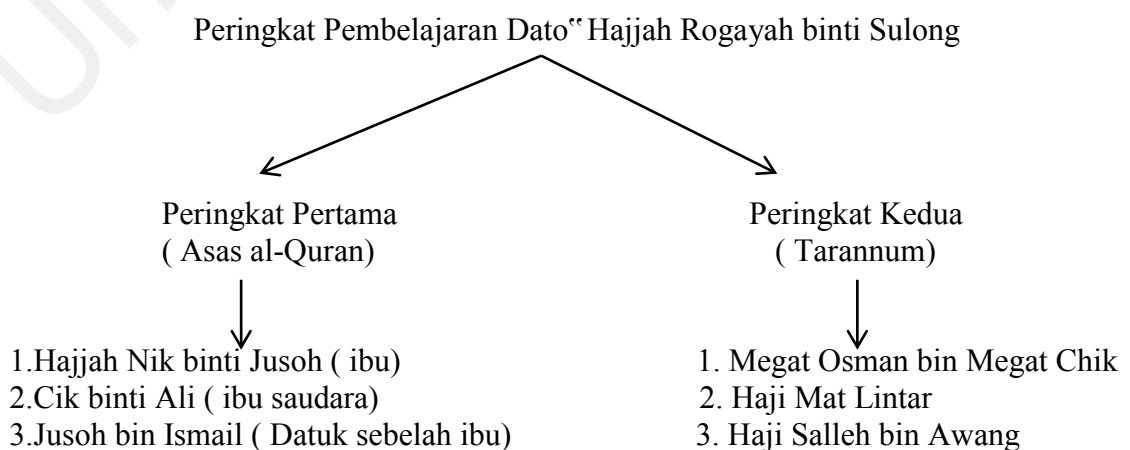 Peringkat Pembelajaran Dato‟ Hajjah Rogayah binti Sulong
Peringkat Pertama
( Asas al-Quran)
1.Hajjah Nik binti Jusoh ( ibu)
2.Cik binti Ali ( ibu saudara)
3.Jusoh bin Ismail ( Datuk sebelah ibu)
Peringkat Kedua
( Tarannum)
1. Megat Osman bin Megat Chik
2. Haji Mat Lintar
3. Haji Salleh bin Awang